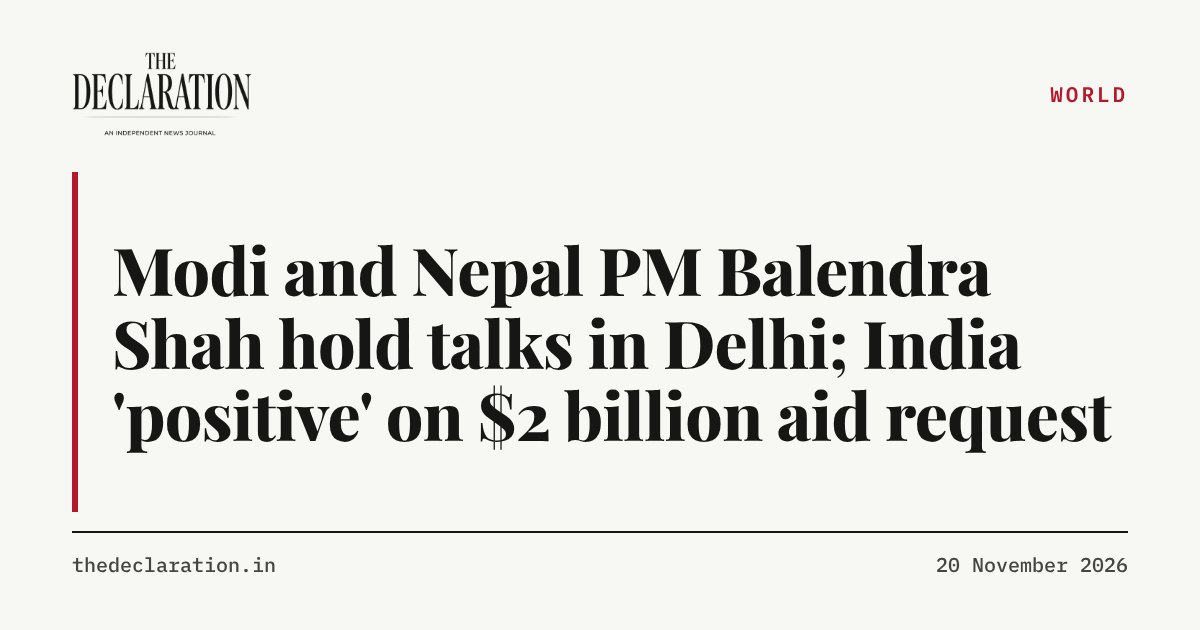 THE
DECLARATION
AN INDEPENDENT NEWS JOURNAL
WORLD
Modi and Nepal PM Balendra
Shah hold talks in Delhi; India
'positive' on $2 billion aid request
thedeclaration.in
20 November 2026